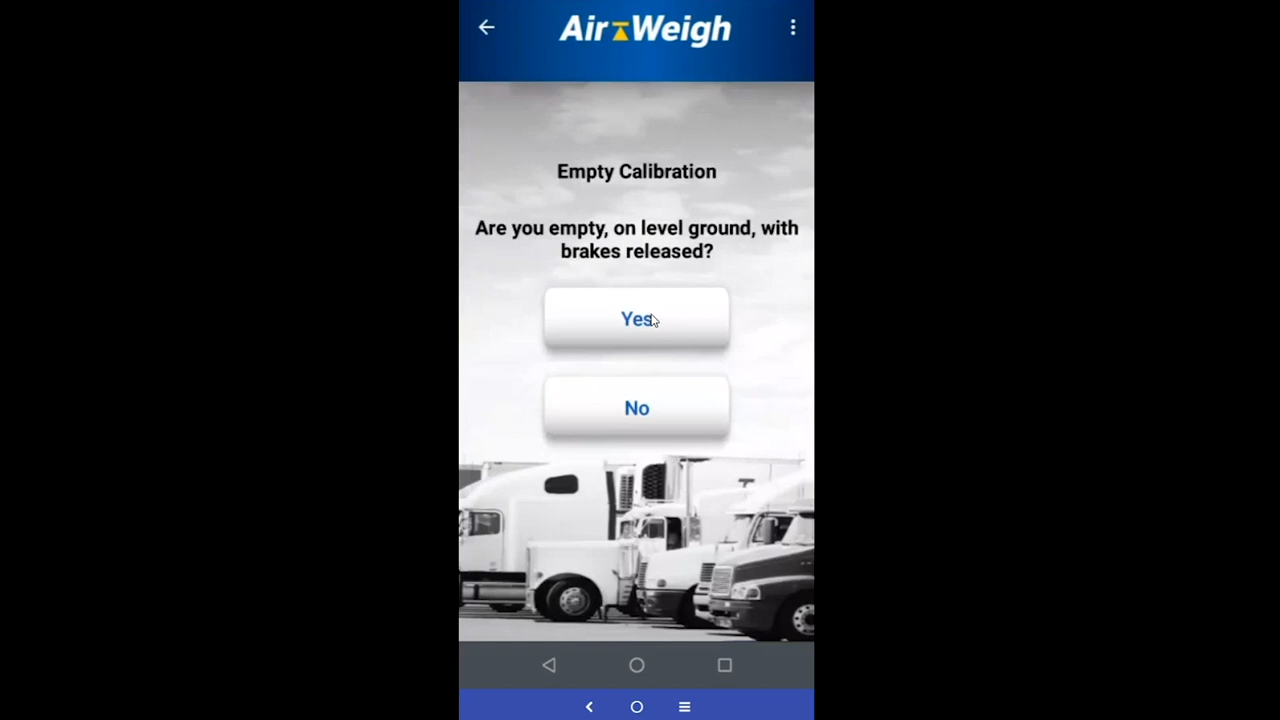 Air Weigh
Empty Calibration
Are you empty, on level ground, with
brakes released?
Yes
No